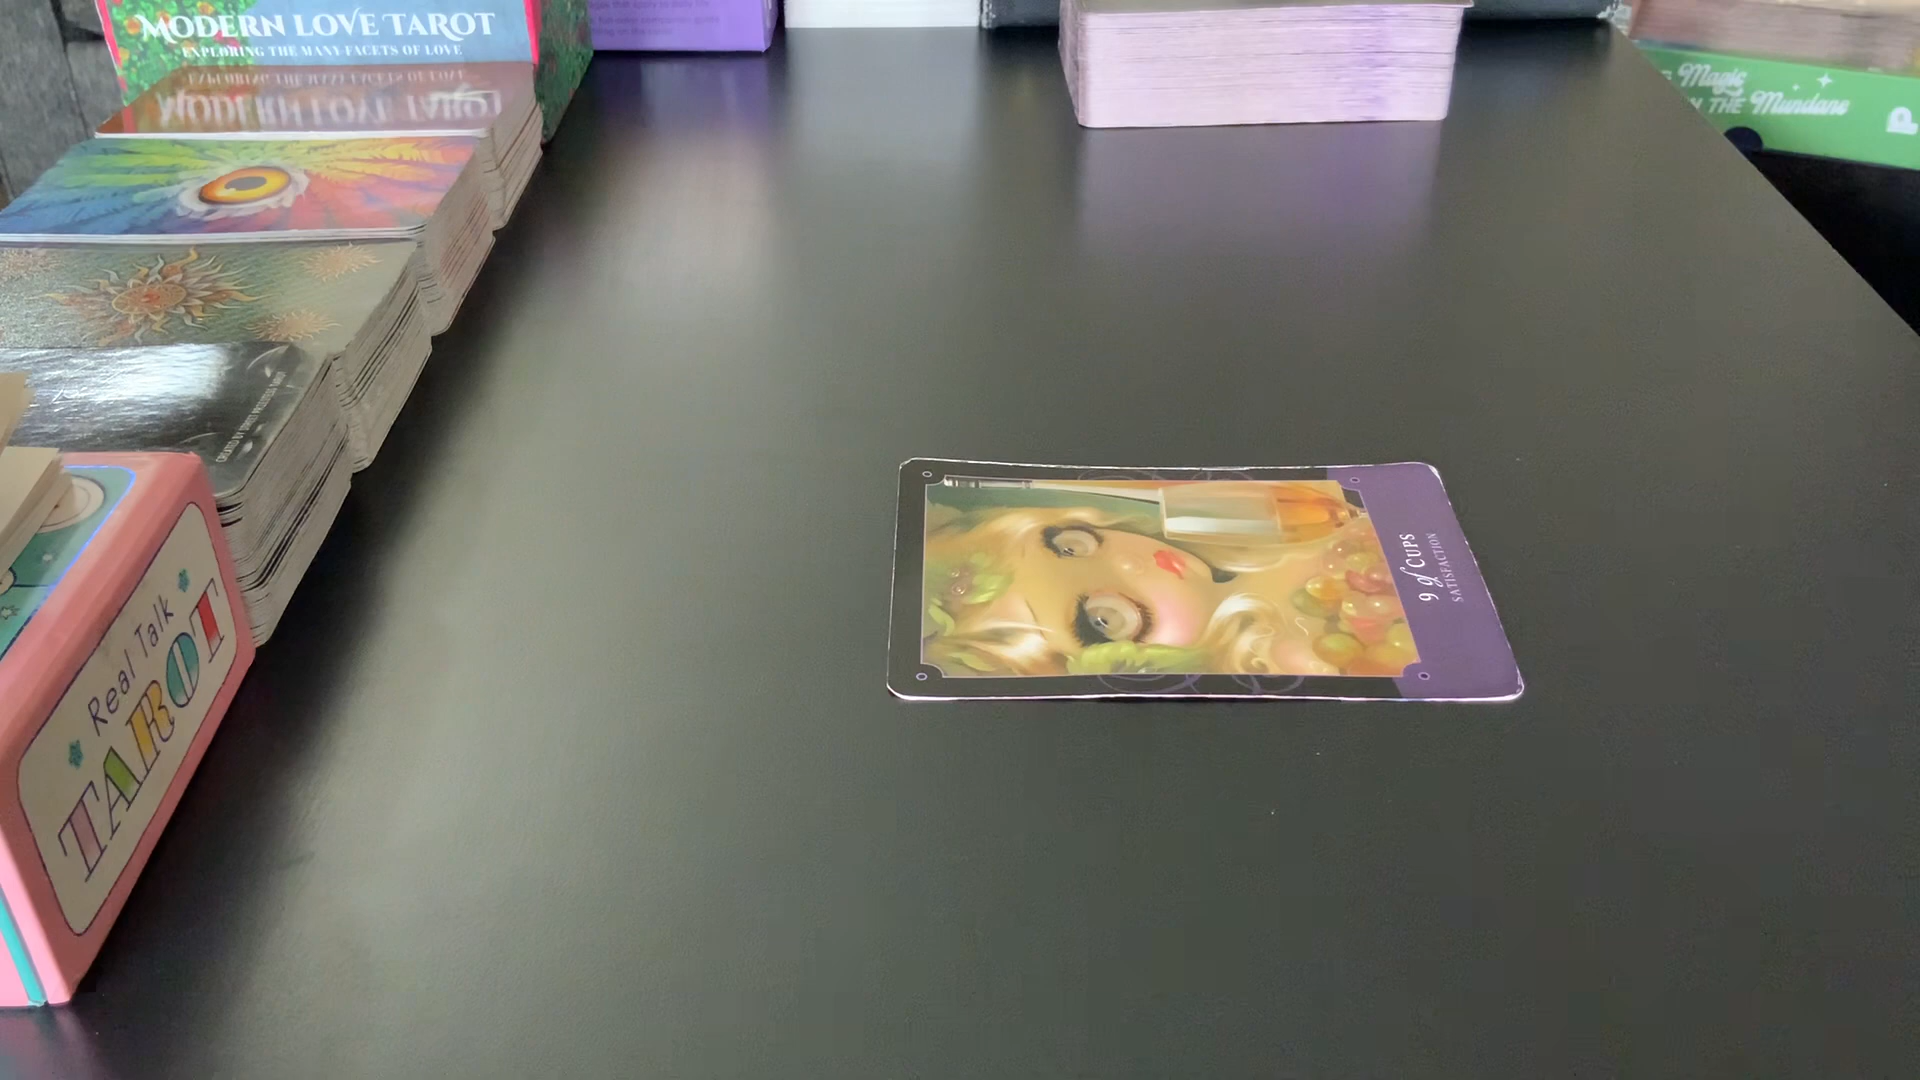 MODERN LOVE TAROT
EXPLORING THE MANY FACETS OF LOVE
Magic
IN THE Mundane
9 of CUPS
SATISFACTION
Real Talk
TAROT